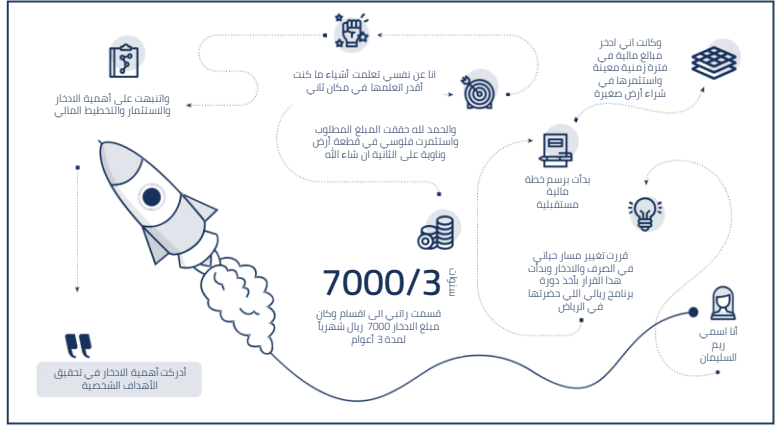 أنا اسمي
ريم
السليمان
قررت تغيير مسار حياتي
في الصرف والادخار وبدأت
هذا القرار بأخذ دورة
برنامج ريالي اللي حضرتها
في الرياض
بدأت برسم خطة
مالية
مستقبلية
وكانت اني ادخر
مبالغ مالية في
فترة زمنية معينة
واستثمرها في
شراء أرض صغيرة
7000/3
سنوات
قسمت راتبي الى اقسام وكان
مبلغ الادخار 7000 ريال شهرياً
لمدة 3 أعوام
والحمد لله حققت المبلغ المطلوب
واستثمرت فلوسي في قطعة أرض
وناوية على الثانية ان شاء الله
انا عن نفسي تعلمت أشياء ما كنت
أقدر اتعلمها في مكان ثاني
وانتبهت على أهمية الادخار
والاستثمار والتخطيط المالي
أدركت أهمية الادخار في تحقيق
الأهداف الشخصية